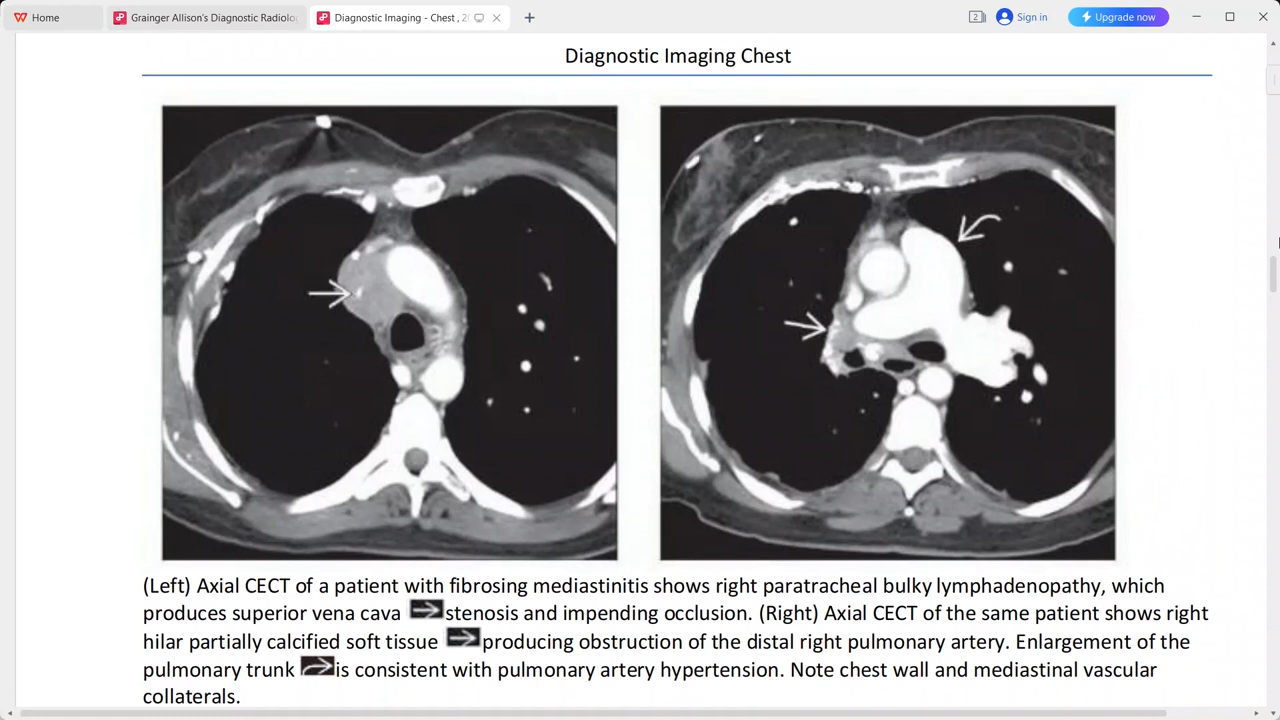 Home
Grainger Allison's Diagnostic Radiolo
Diagnostic Imaging - Chest , 2
2
Sign in
Upgrade now
Diagnostic Imaging Chest
(Left) Axial CECT of a patient with fibrosing mediastinitis shows right paratracheal bulky lymphadenopathy, which
produces superior vena cava stenosis and impending occlusion. (Right) Axial CECT of the same patient shows right
hilar partially calcified soft tissue producing obstruction of the distal right pulmonary artery. Enlargement of the
pulmonary trunk is consistent with pulmonary artery hypertension. Note chest wall and mediastinal vascular
collaterals.